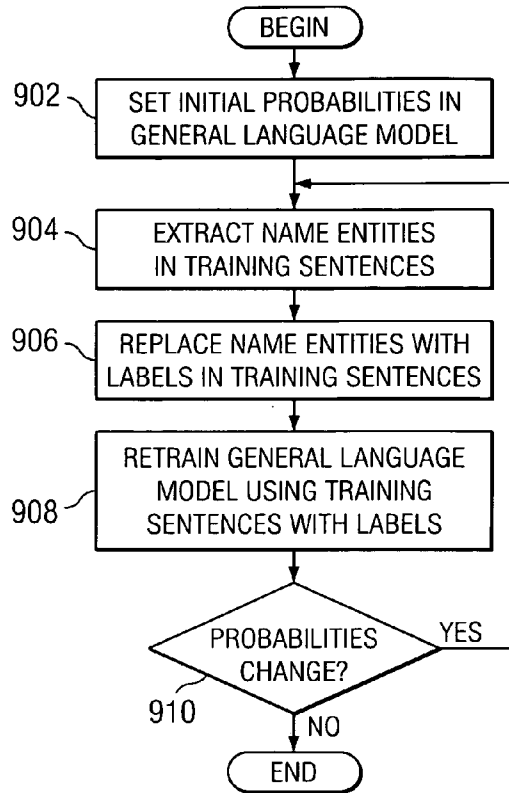 BEGIN
902
SET INITIAL PROBABILITIES IN
GENERAL LANGUAGE MODEL
904
EXTRACT NAME ENTITIES
IN TRAINING SENTENCES
906
REPLACE NAME ENTITIES WITH
LABELS IN TRAINING SENTENCES
908
RETRAIN GENERAL LANGUAGE
MODEL USING TRAINING
SENTENCES WITH LABELS
PROBABILITIES
CHANGE?
YES
910
NO
END